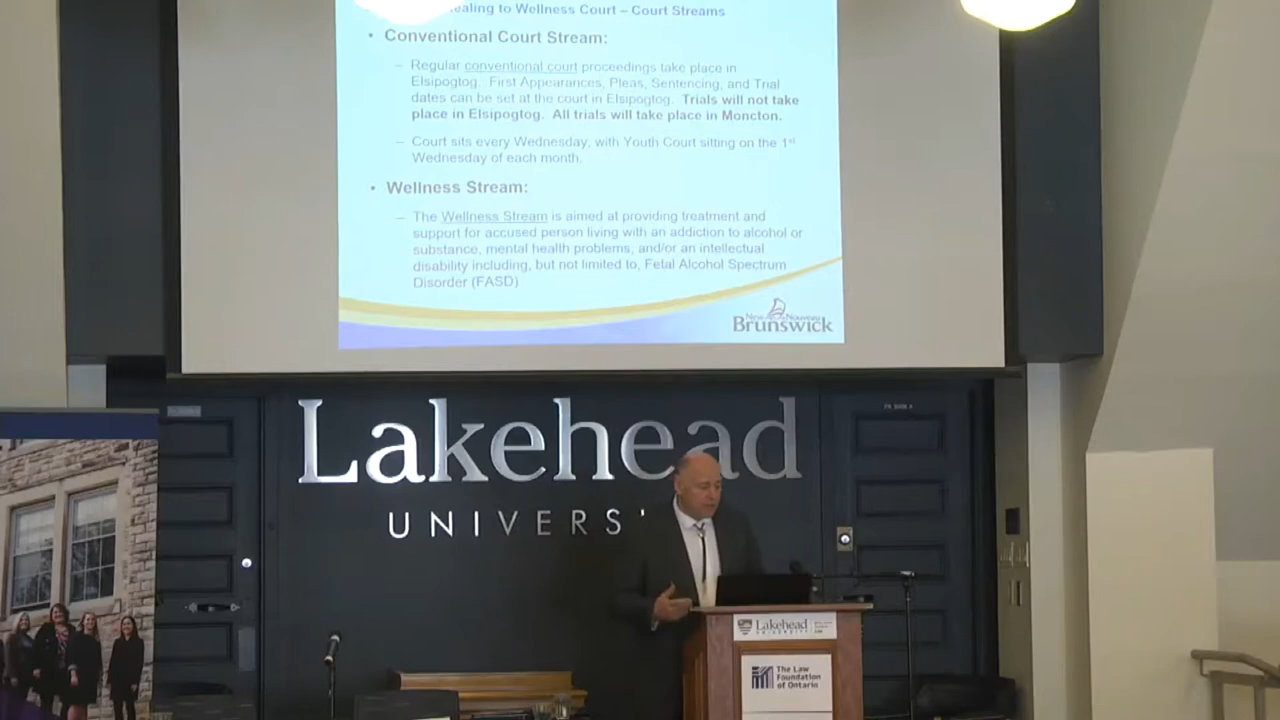 ealing to Wellness Court – Court Streams
• Conventional Court Stream:
– Regular conventional court proceedings take place in
Elsipogtog. First Appearances, Pleas, Sentencing, and Trial
dates can be set at the court in Elsipogtog. Trials will not take
place in Elsipogtog. All trials will take place in Moncton.
– Court sits every Wednesday, with Youth Court sitting on the 1st
Wednesday of each month.
• Wellness Stream:
– The Wellness Stream is aimed at providing treatment and
support for accused person living with an addiction to alcohol or
substance, mental health problems, and/or an intellectual
disability including, but not limited to, Fetal Alcohol Spectrum
Disorder (FASD)
New Nouveau
Brunswick
Lakehead
UNIVERSI
Lakehead
UNIVERSITY
The Law
Foundation
of Ontario